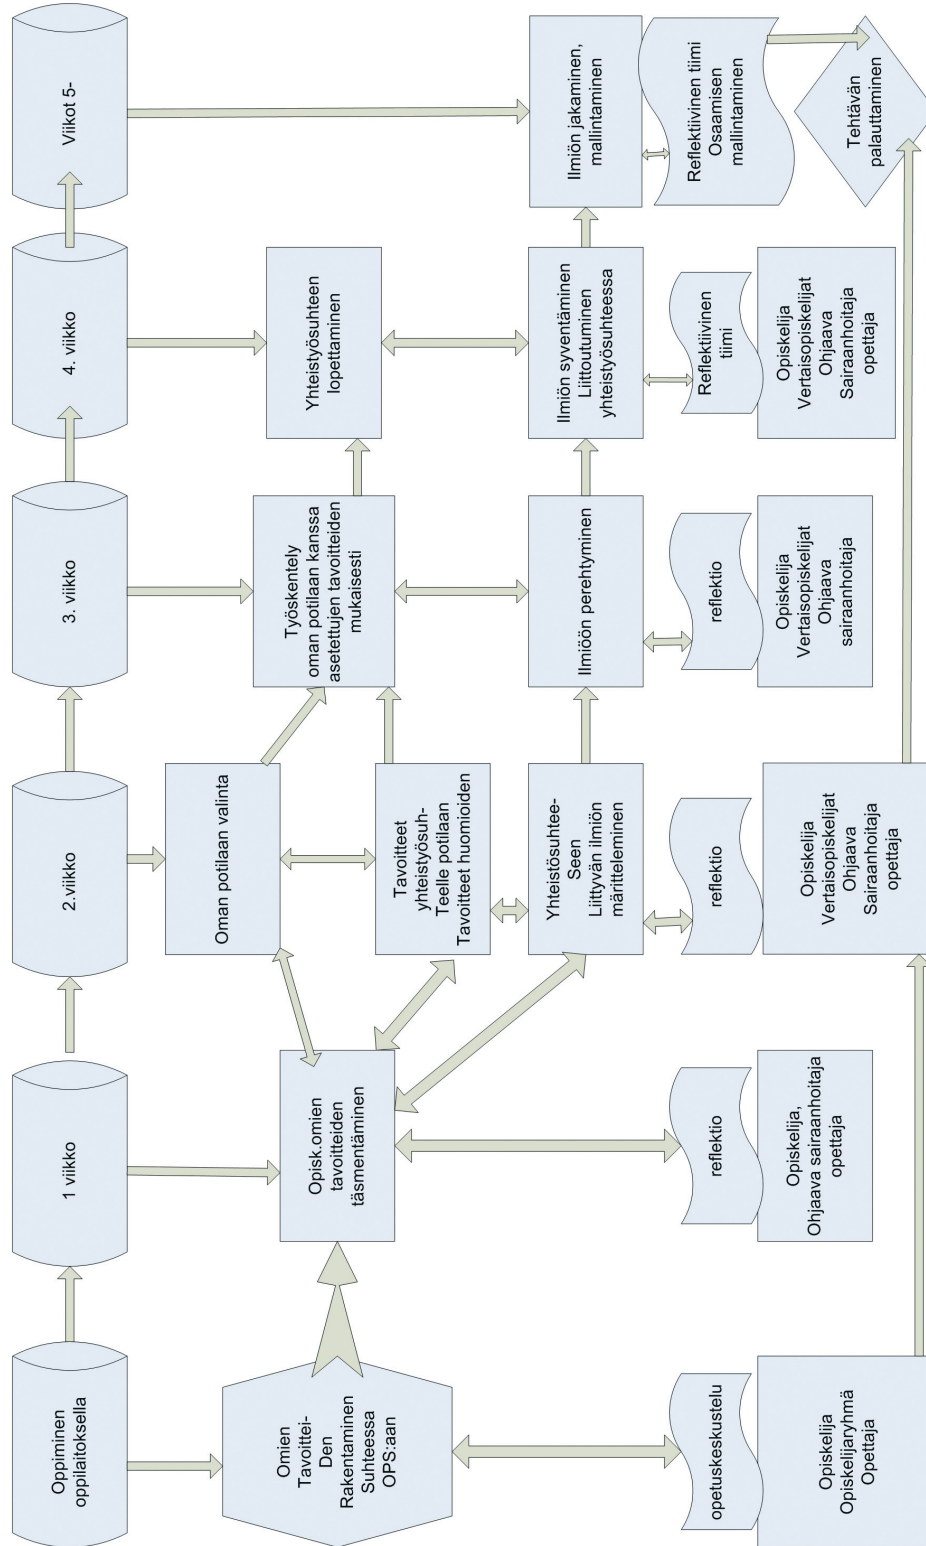 Oppiminen
oppilaitoksella
1 viikko
2.viikko
3. viikko
4. viikko
Viikot 5-
Omien
Tavoittei-
Den
Rakentaminen
Suhteessa
OPS:aan
Opisk.omien
tavoitteiden
täsmentäminen
Oman potilaan valinta
Tavoitteet
yhteistyösuh-
Teelle potilaan
Tavoitteet huomioiden
Yhteistösuhtee-
Seen
Liittyvän ilmiön
märitteleminen
Työskentely
oman potilaan kanssa
asetettujen tavoitteiden
mukaisesti
Ilmiöön perehtyminen
Yhteistyösuhteen
lopettaminen
Ilmiön syventäminen
Liittoutuminen
yhteistyösuhteessa
Ilmiön jakaminen,
mallintaminen
opetuskeskustelu
Opiskelija
Opiskelijaryhmä
Opettaja
reflektio
Opiskelija,
Ohjaava sairaanhoitaja
opettaja
reflektio
Opiskelija
Vertaisopiskelijat
Ohjaava
Sairaanhoitaja
opettaja
reflektio
Opiskelija
Vertaisopiskelijat
Ohjaava
sairaanhoitaja
Reflektiivinen
tiimi
Opiskelija
Vertaisopiskelijat
Ohjaava
Sairaanhoitaja
opettaja
Reflektiivinen tiimi
Osaamisen
mallintaminen
Tehtävän
palauttaminen